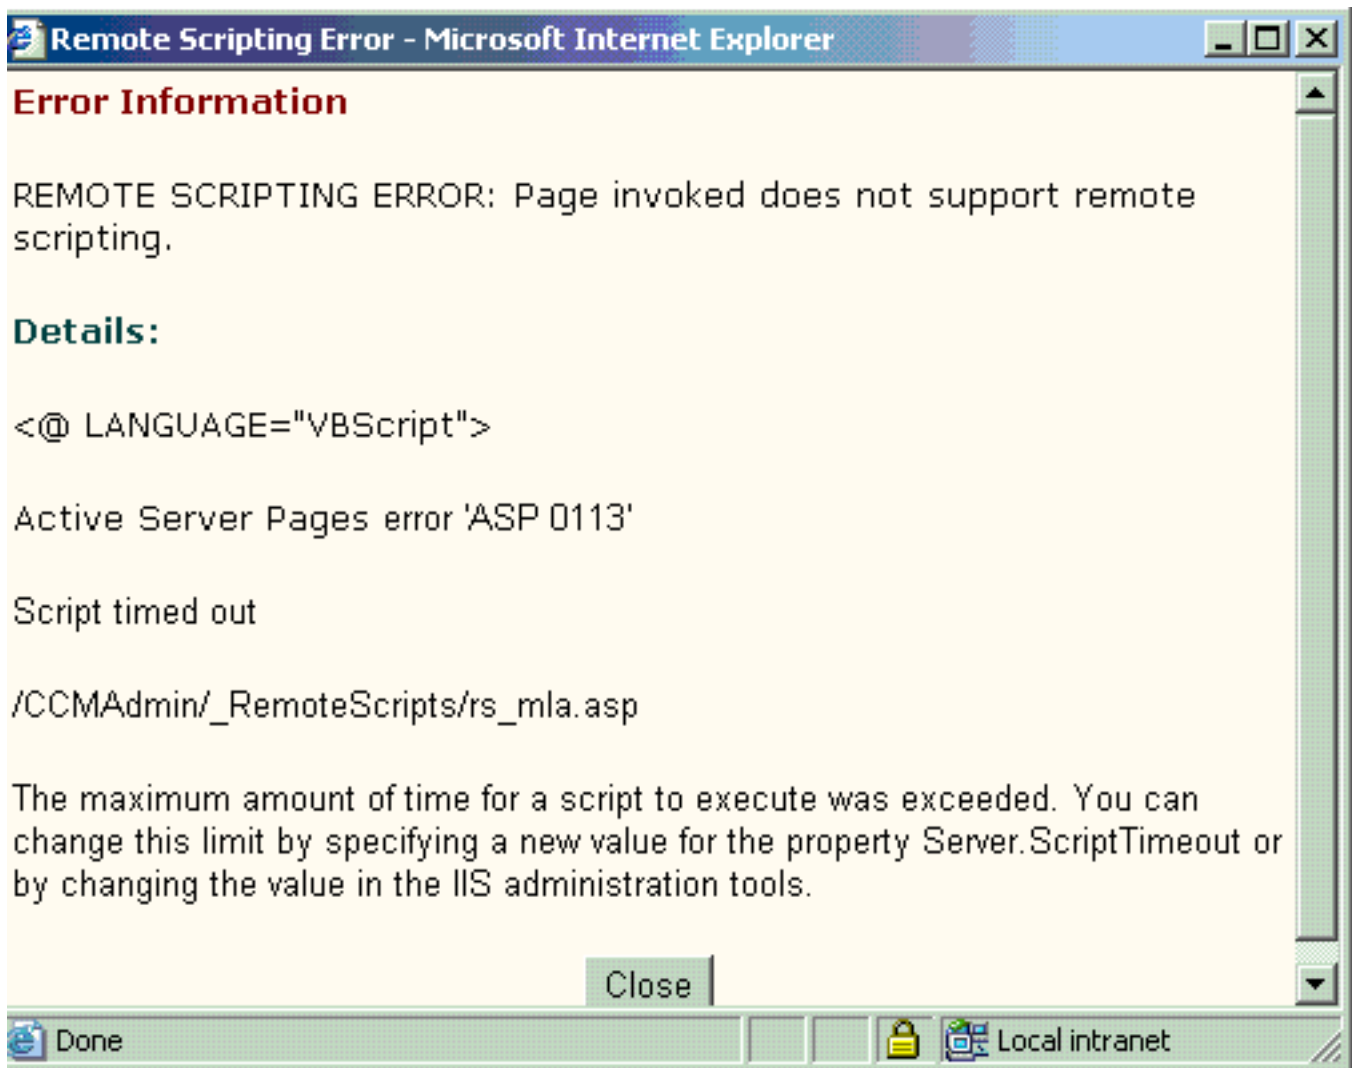 Remote Scripting Error - Microsoft Internet Explorer
Error Information
REMOTE SCRIPTING ERROR: Page invoked does not support remote
scripting.
Details:
<@ LANGUAGE="VBScript">
Active Server Pages error 'ASP 0113'
Script timed out
/CCMAdmin/_RemoteScripts/rs_mla.asp
The maximum amount of time for a script to execute was exceeded. You can
change this limit by specifying a new value for the property Server.ScriptTimeout or
by changing the value in the IIS administration tools.
Close
Done
Local intranet